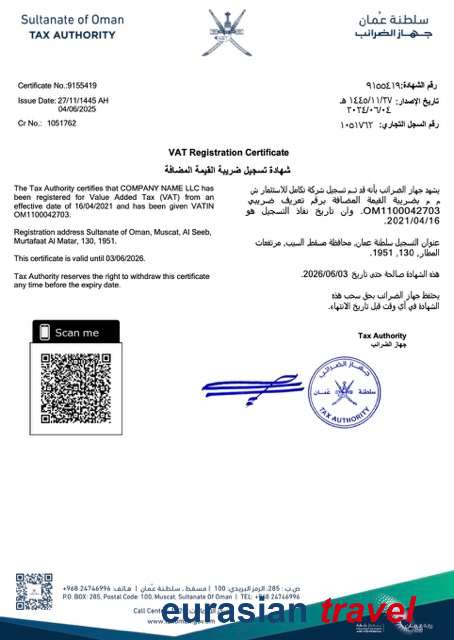 Sultanate of Oman
TAX AUTHORITY
سلطنة عُمان
جهاز الضرائب
Certificate No.:9155419
Issue Date: 27/11/1445 AH
04/06/2025
Cr No.: 1051762
رقم الشهادة:٩١٥٥٤١٩
تاريخ الإصدار: ١٤٤٥/١١/٢٧ هـ
٢٠٢٤/٠٦/٠٤
رقم السجل التجاري: ١٠٥١٧٦٢
VAT Registration Certificate
شهادة تسجيل ضريبة القيمة المضافة
The Tax Authority certifies that COMPANY NAME LLC has
been registered for Value Added Tax (VAT) from an
effective date of 16/04/2021 and has been given VATIN
OM1100042703.
Registration address Sultanate of Oman, Muscat, Al Seeb,
Murtafaat Al Matar, 130, 1951.
This certificate is valid until 03/06/2026.
Tax Authority reserves the right to withdraw this certificate
any time before the expiry date.
يشهد جهاز الضرائب بأنه قد تم تسجيل شركة تكامل للاستثمار ش
م م بضريبة القيمة المضافة برقم تعريف ضريبي
OM1100042703. وان تاريخ نفاذ التسجيل هو
2021/04/16.
عنوان التسجيل سلطنة عمان, محافظة مسقط, السيب, مرتفعات
المطار, 130, 1951.
هذه الشهادة صالحة حتى تاريخ 2026/06/03.
يحتفظ جهاز الضرائب بحق سحب هذه
الشهادة في أي وقت قبل تاريخ الانتهاء.
Scan me
Tax Authority
جهاز الضرائب
جهاز الضرائب
سلطنة عُمان
TAX AUTHORITY
ص.ب: 285، الرمز البريدي: 100 | مسقط، سلطنة عُمان | هاتف: 24746996 968+
P.O. BOX: 285, Postal Code: 100, Muscat, Sultanate Of Oman | TEL: +968 24746996
Call Center:
eurasian travel